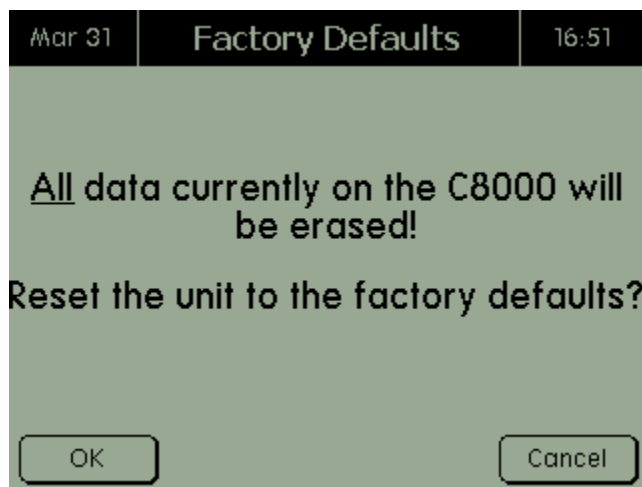 Mar 31 Factory Defaults 16:51
All data currently on the C8000 will
be erased!
Reset the unit to the factory defaults?
OK Cancel